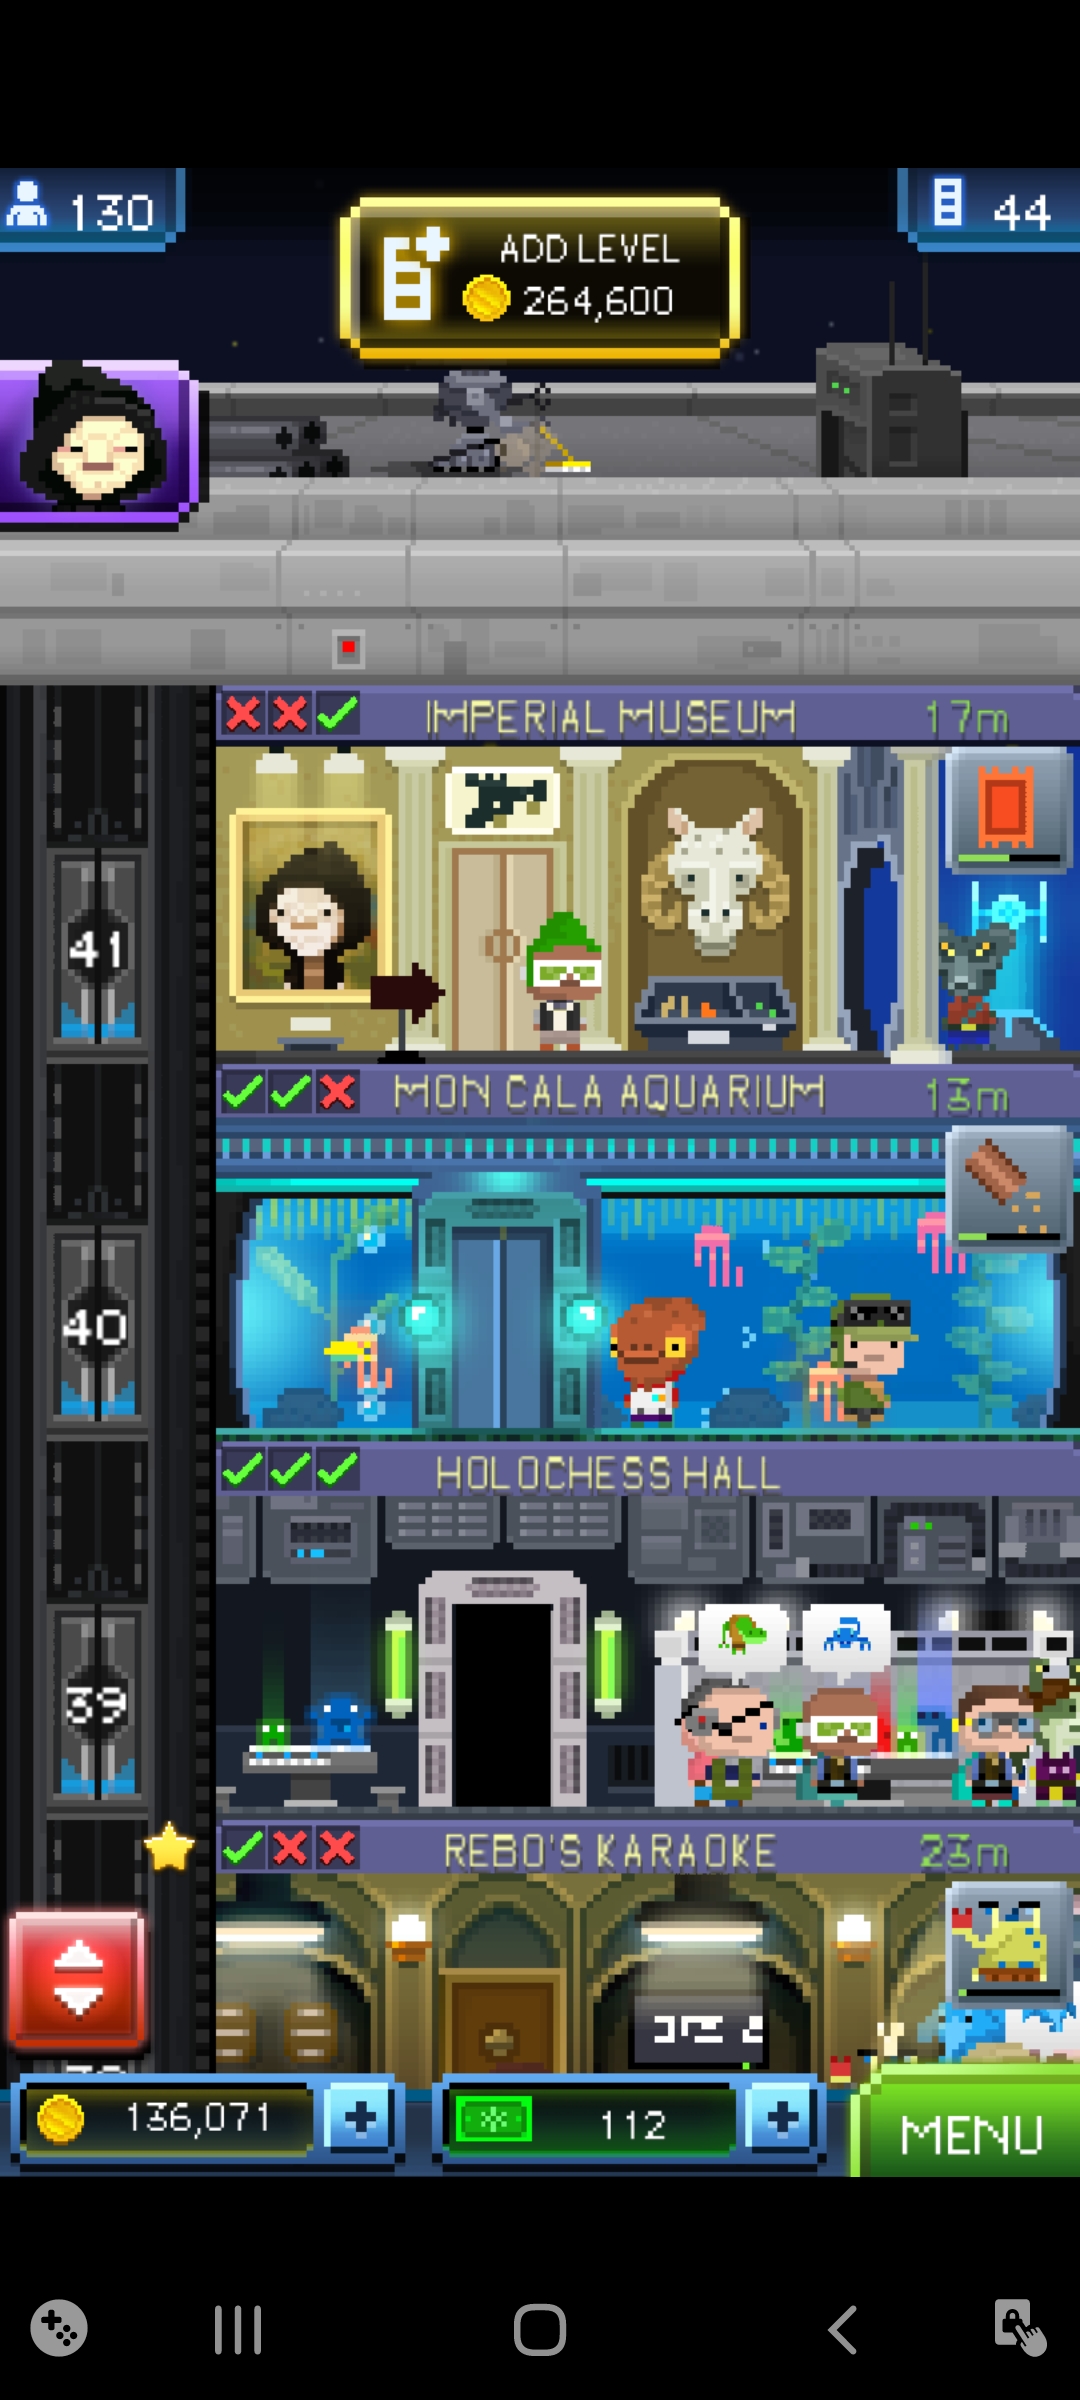 130
ADD LEVEL
264,600
44
IMPERIAL MUSEUM 17m
41
MON CALA AQUARIUM 13m
40
HOLOCHESS HALL
39
REBO'S KARAOKE 23m
136,071
112
MENU